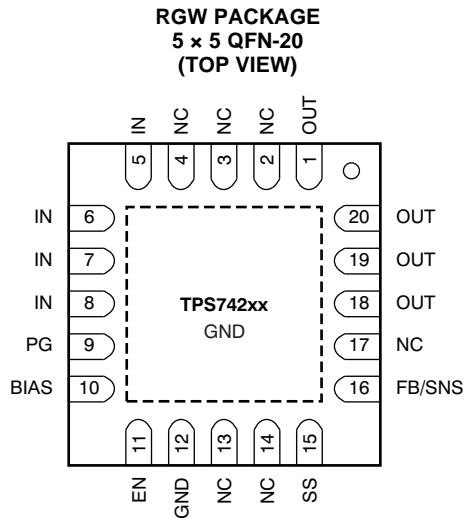 RGW PACKAGE
5 × 5 QFN-20
(TOP VIEW)
IN NC NC NC OUT
5 4 3 2 1
IN 6 20 OUT
IN 7 19 OUT
IN 8 18 OUT
TPS742xx
GND
PG 9 17 NC
BIAS 10 16 FB/SNS
11 12 13 14 15
EN GND NC NC SS